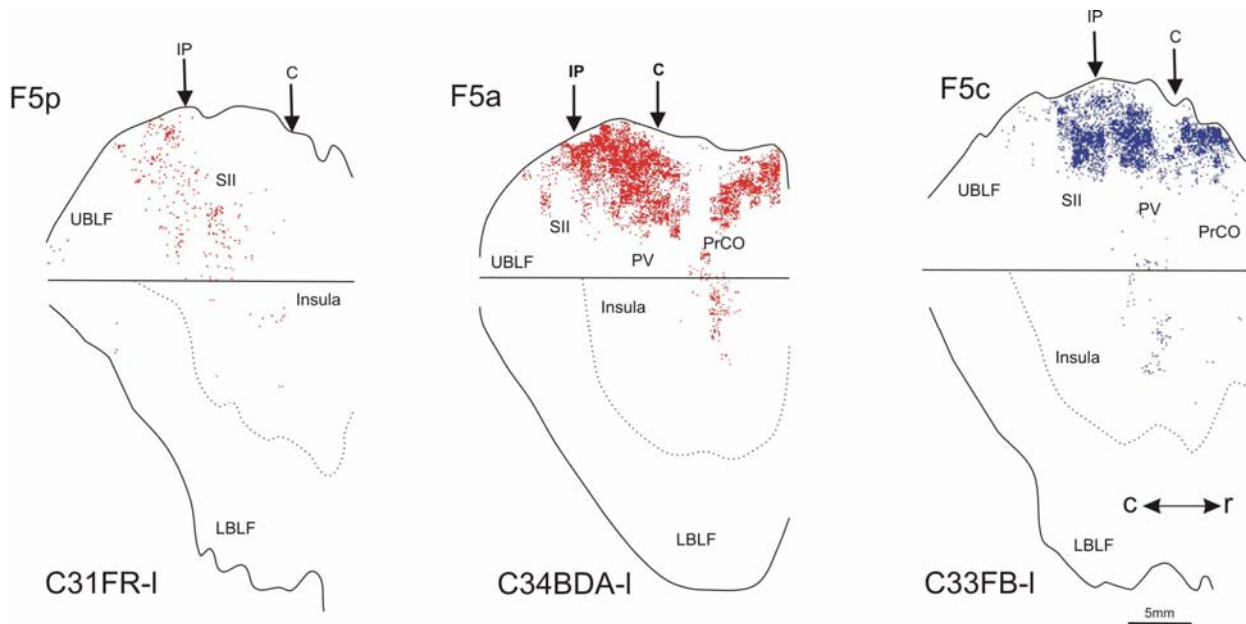 F5p
IP
C
SII
UBLF
Insula
LBLF
C31FR-l
F5a
IP
C
SII
UBLF
PV
PrCO
Insula
LBLF
C34BDA-l
F5c
IP
C
UBLF
SII
PV
PrCO
Insula
c r
LBLF
C33FB-l
5mm